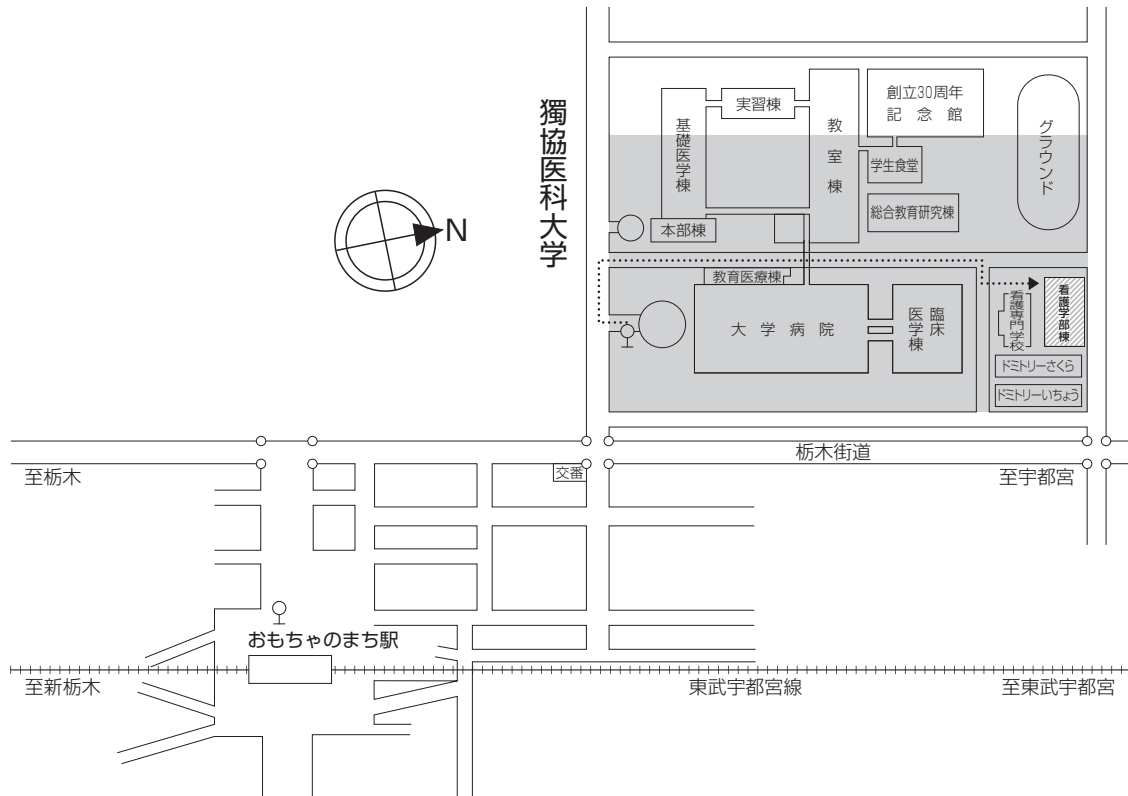 獨協医科大学
N
実習棟
基礎医学棟
教室棟
創立30周年
記念館
グラウンド
学生食堂
総合教育研究棟
本部棟
教育医療棟
大学病院
臨床
医学棟
看護専門学校
看護学部棟
ドミトリーさくら
ドミトリーいちょう
栃木街道
至栃木
交番
至宇都宮
おもちゃのまち駅
至新栃木
東武宇都宮線
至東武宇都宮